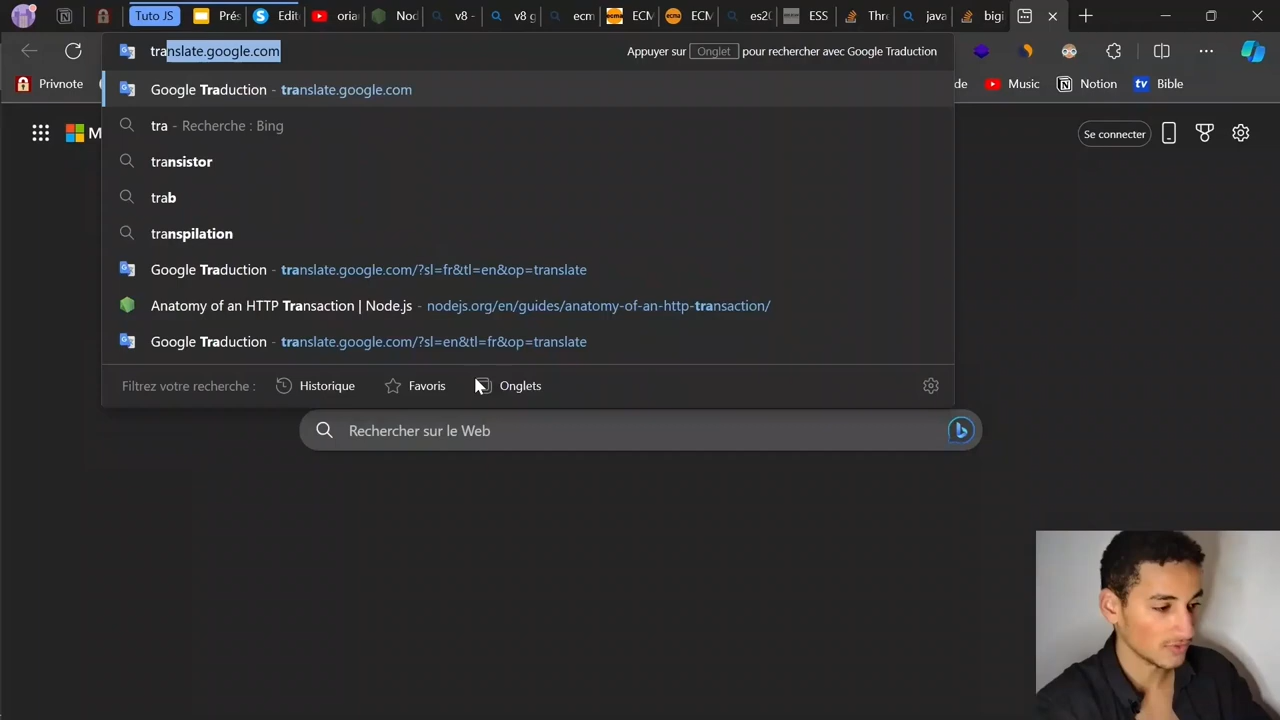 Tuto JS
Prés
Edit
oria
Nod
v8 -
v8 g
ecm
ECM
ECM
es20
ESS
Thre
java
bigi
translate.google.com
Appuyer sur Onglet pour rechercher avec Google Traduction
Privnote
Google Traduction - translate.google.com
de
Music
Notion
tv Bible
tra - Recherche : Bing
M
Se connecter
transistor
trab
transpilation
Google Traduction - translate.google.com/?sl=fr&tl=en&op=translate
Anatomy of an HTTP Transaction | Node.js - nodejs.org/en/guides/anatomy-of-an-http-transaction/
Google Traduction - translate.google.com/?sl=en&tl=fr&op=translate
Filtrez votre recherche :
Historique
Favoris
Onglets
Rechercher sur le Web